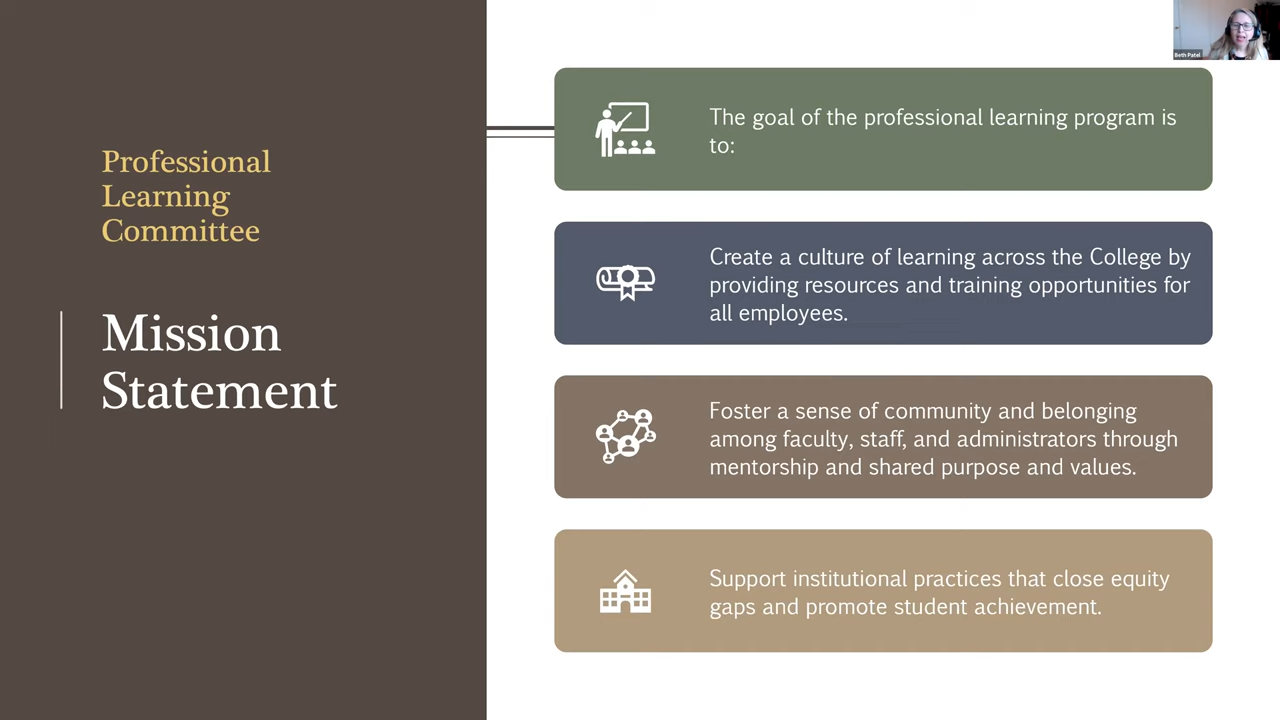 Professional
Learning
Committee
Mission
Statement
The goal of the professional learning program is
to:
Create a culture of learning across the College by
providing resources and training opportunities for
all employees.
Foster a sense of community and belonging
among faculty, staff, and administrators through
mentorship and shared purpose and values.
Support institutional practices that close equity
gaps and promote student achievement.
Beth Patel